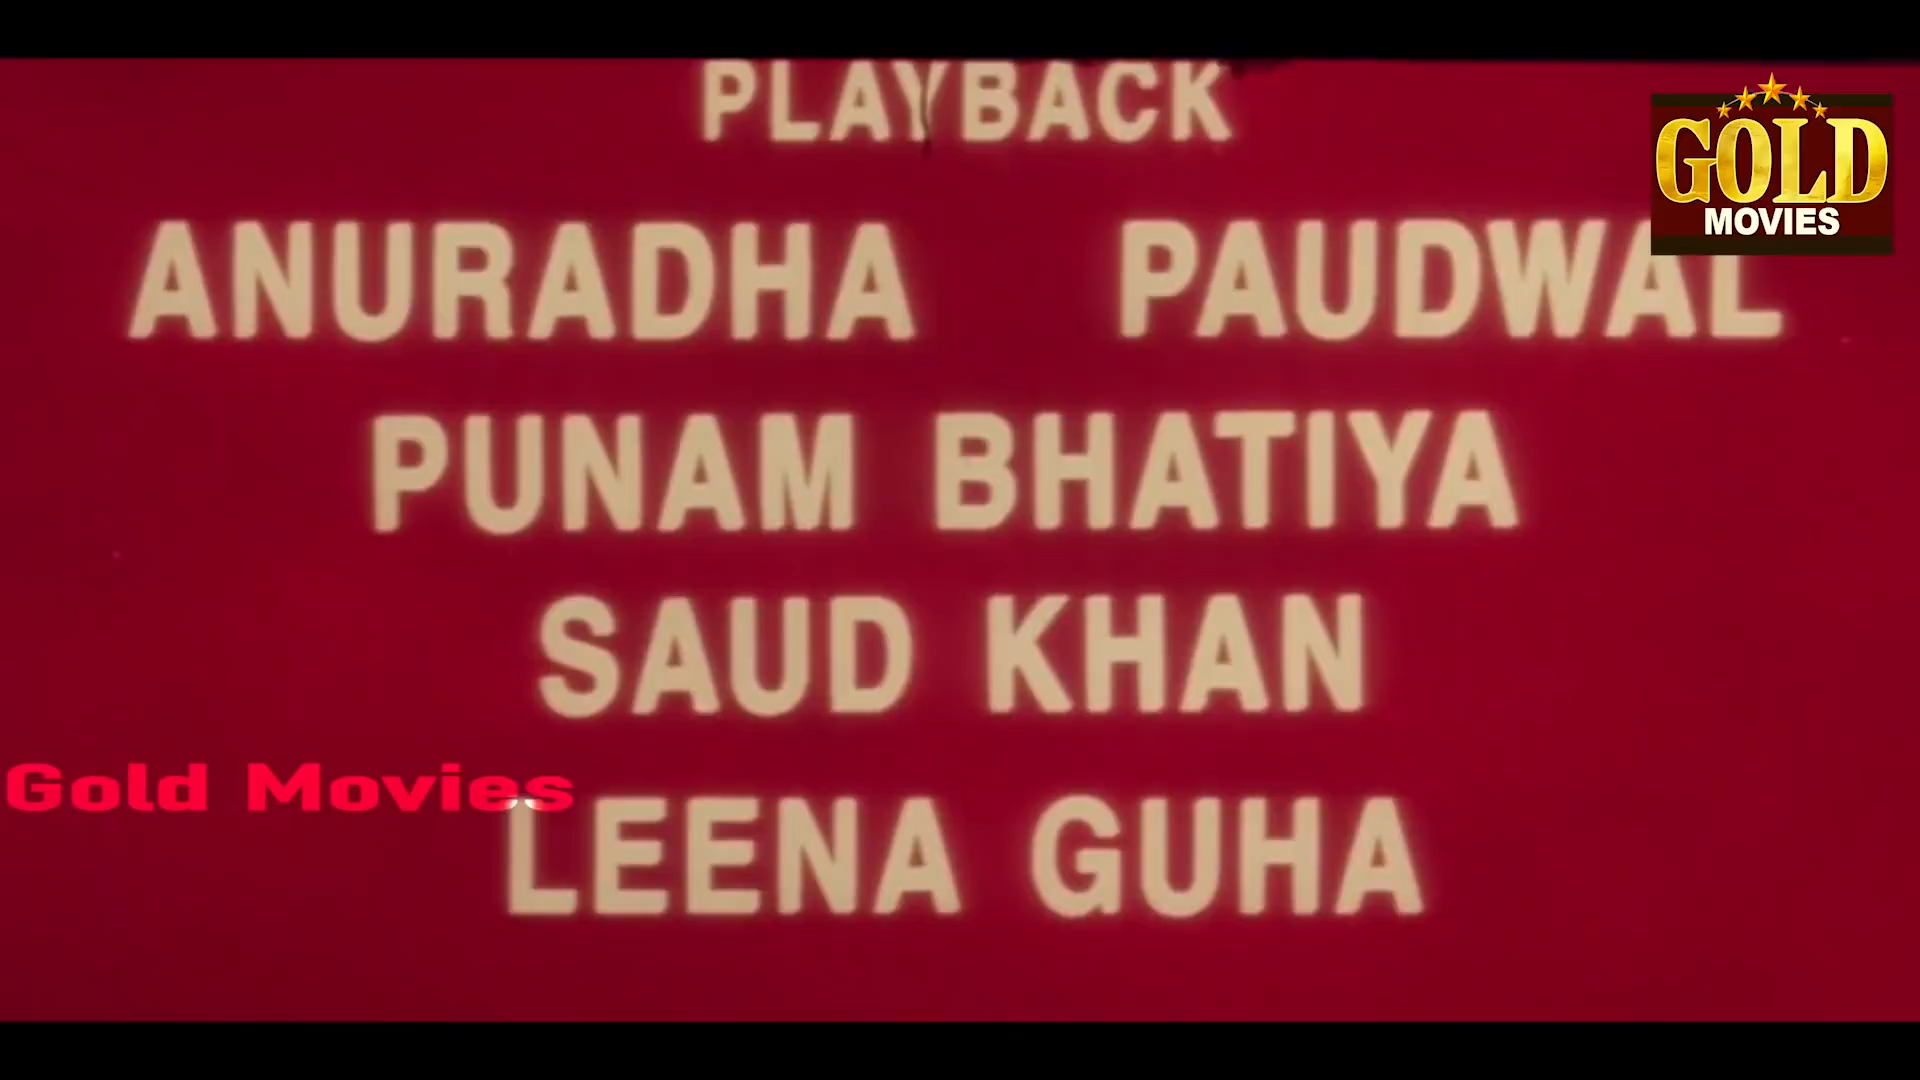 PLAYBACK
GOLD
MOVIES
ANURADHA PAUDWAL
PUNAM BHATIYA
SAUD KHAN
Gold Movies
LEENA GUHA